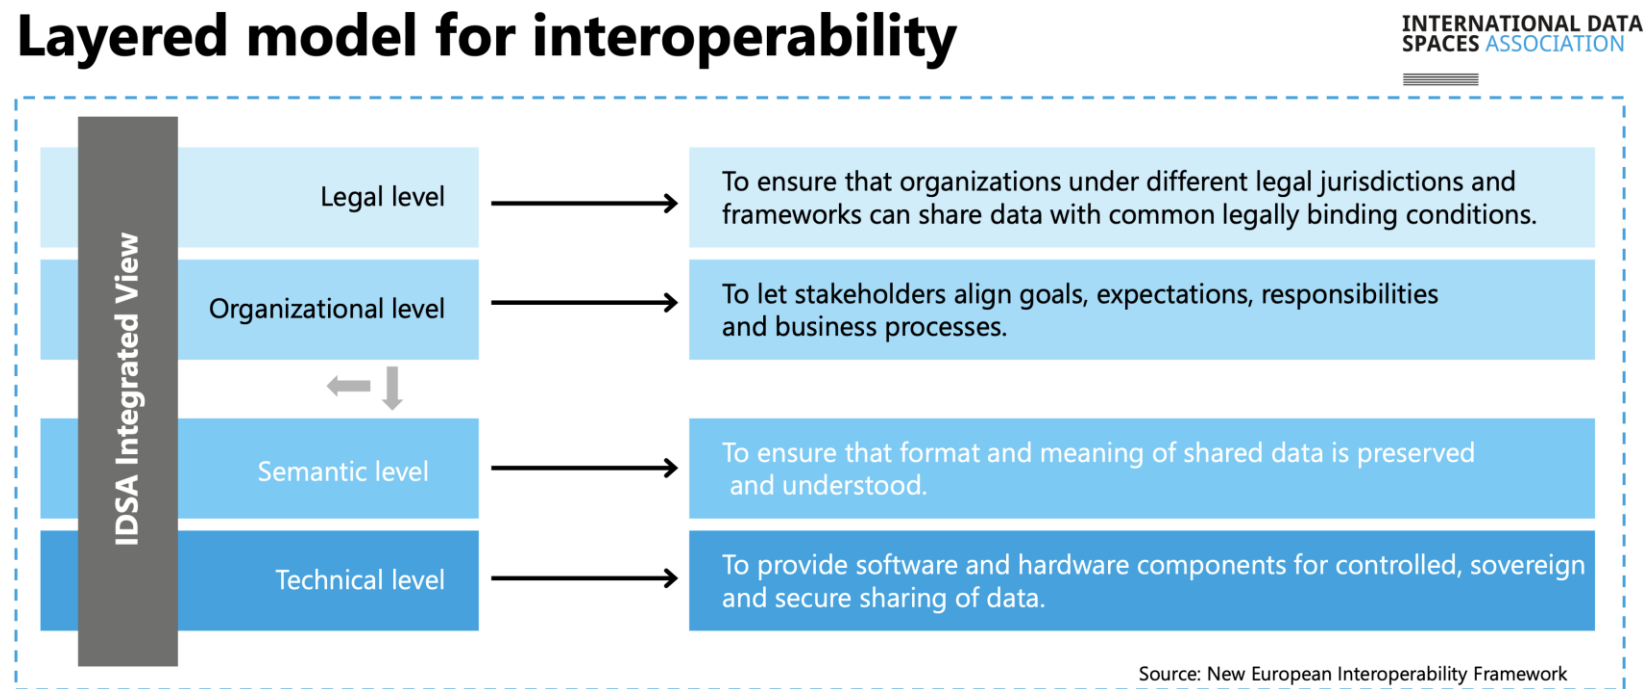 Layered model for interoperability
INTERNATIONAL DATA
SPACES ASSOCIATION
IDSA Integrated View
Legal level
To ensure that organizations under different legal jurisdictions and
frameworks can share data with common legally binding conditions.
Organizational level
To let stakeholders align goals, expectations, responsibilities
and business processes.
Semantic level
To ensure that format and meaning of shared data is preserved
and understood.
Technical level
To provide software and hardware components for controlled, sovereign
and secure sharing of data.
Source: New European Interoperability Framework